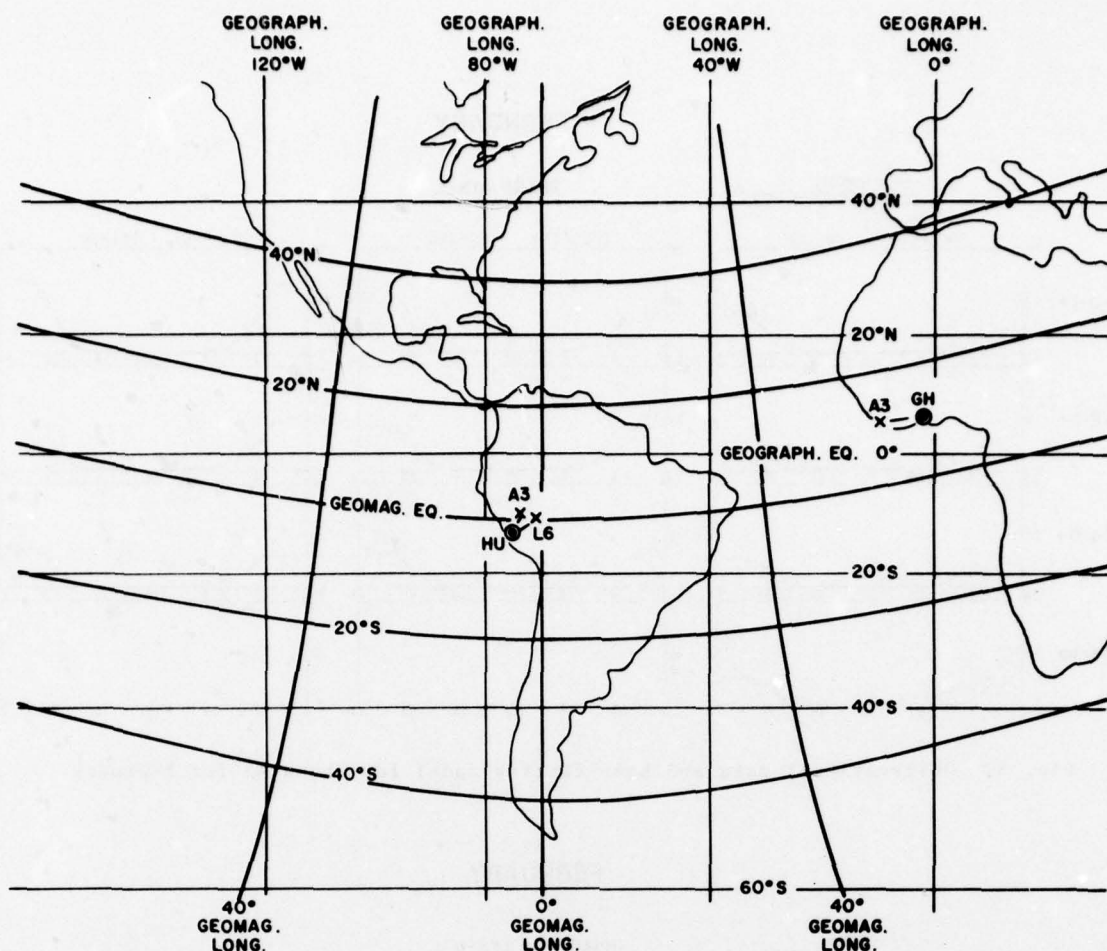 GEOGRAPH. GEOGRAPH. GEOGRAPH. GEOGRAPH.
LONG. LONG. LONG. LONG.
120°W 80°W 40°W 0°
40°N
40°N
20°N
20°N
A3 GH
GEOGRAPH. EQ. 0°
A3
GEOMAG. EQ.
HU L6
20°S
20°S
40°S
40°S
60°S
40° 0° 40°
GEOMAG. GEOMAG. GEOMAG.
LONG. LONG. LONG.